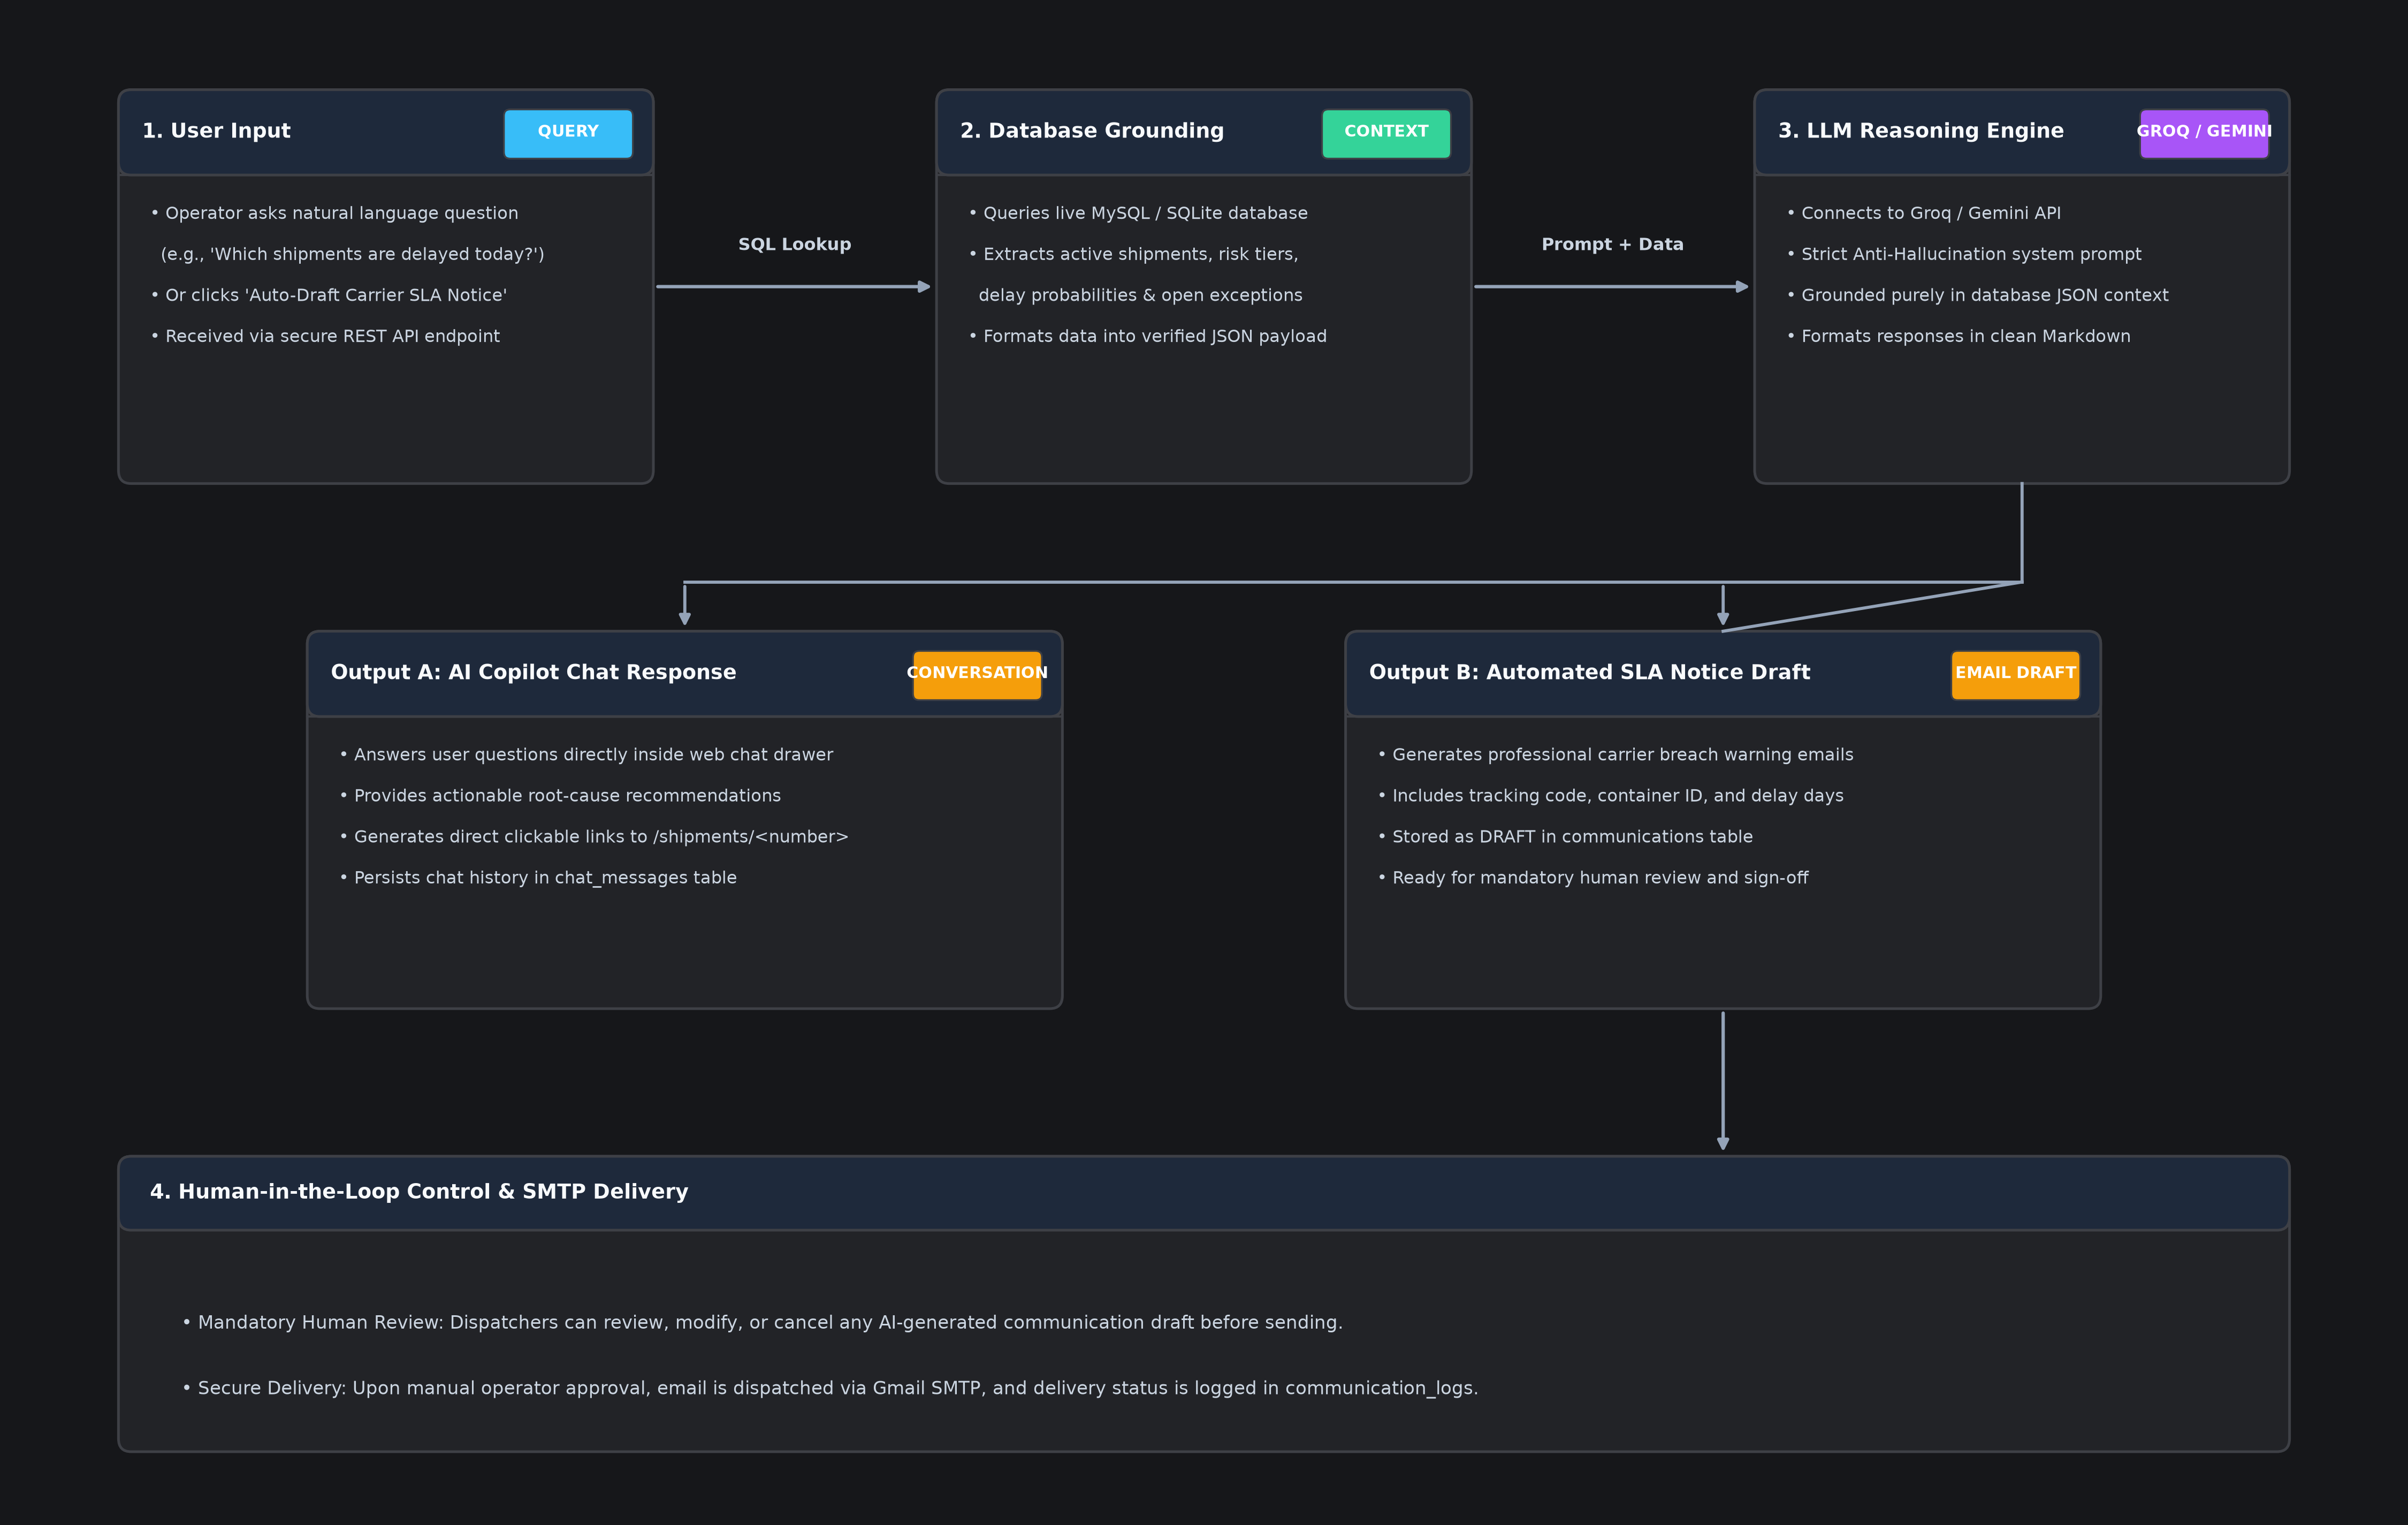 1. User Input
QUERY
• Operator asks natural language question
(e.g., 'Which shipments are delayed today?')
• Or clicks 'Auto-Draft Carrier SLA Notice'
• Received via secure REST API endpoint
SQL Lookup
2. Database Grounding
CONTEXT
• Queries live MySQL / SQLite database
• Extracts active shipments, risk tiers,
delay probabilities & open exceptions
• Formats data into verified JSON payload
Prompt + Data
3. LLM Reasoning Engine
GROQ / GEMINI
• Connects to Groq / Gemini API
• Strict Anti-Hallucination system prompt
• Grounded purely in database JSON context
• Formats responses in clean Markdown
Output A: AI Copilot Chat Response
CONVERSATION
• Answers user questions directly inside web chat drawer
• Provides actionable root-cause recommendations
• Generates direct clickable links to /shipments/<number>
• Persists chat history in chat_messages table
Output B: Automated SLA Notice Draft
EMAIL DRAFT
• Generates professional carrier breach warning emails
• Includes tracking code, container ID, and delay days
• Stored as DRAFT in communications table
• Ready for mandatory human review and sign-off
4. Human-in-the-Loop Control & SMTP Delivery
• Mandatory Human Review: Dispatchers can review, modify, or cancel any AI-generated communication draft before sending.
• Secure Delivery: Upon manual operator approval, email is dispatched via Gmail SMTP, and delivery status is logged in communication_logs.